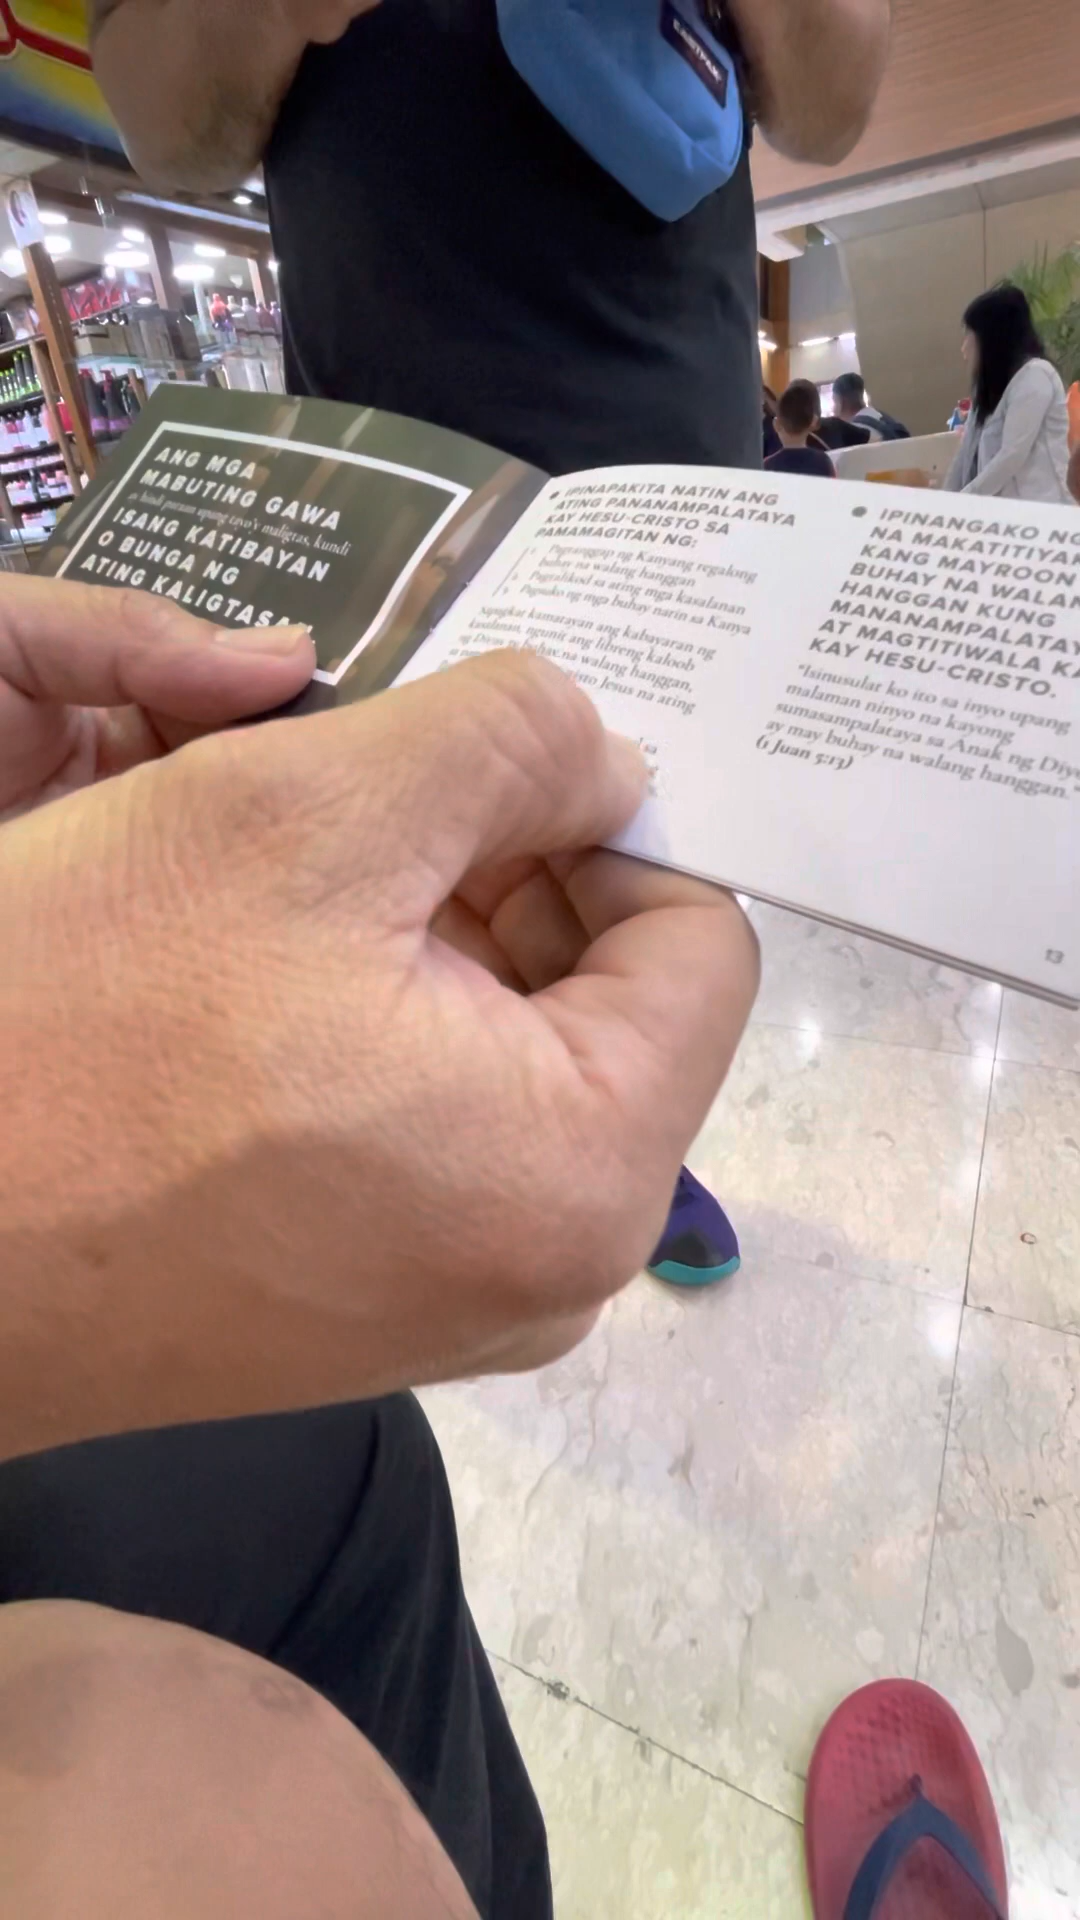 EASTPAK
ANG MGA
MABUTING GAWA
ay hindi paraan upang tayo'y maligtas, kundi
ISANG KATIBAYAN
O BUNGA NG
ATING KALIGTASAN.
● IPINAPAKITA NATIN ANG
ATING PANANAMPALATAYA
KAY HESU-CRISTO SA
PAMAMAGITAN NG:
1 Pagtanggap ng Kanyang regalong
buhay na walang hanggan
2 Pagtalikod sa ating mga kasalanan
3 Pagsuko ng mga buhay natin sa Kanya
Sapagkat kamatayan ang kabayaran ng
kasalanan, ngunit ang libreng kaloob
ng Diyos ay buhay na walang hanggan,
Jesus na ating
sa
● IPINANGAKO NG
NA MAKATITIYAK
KANG MAYROON
BUHAY NA WALAN
HANGGAN KUNG
MANANAMPALATAY
AT MAGTITIWALA KA
KAY HESU-CRISTO.
"Isinusulat ko ito sa inyo upang
malaman ninyo na kayong
sumasampalataya sa Anak ng Diyo
ay may buhay na walang hanggan."
(1 Juan 5:13)
13